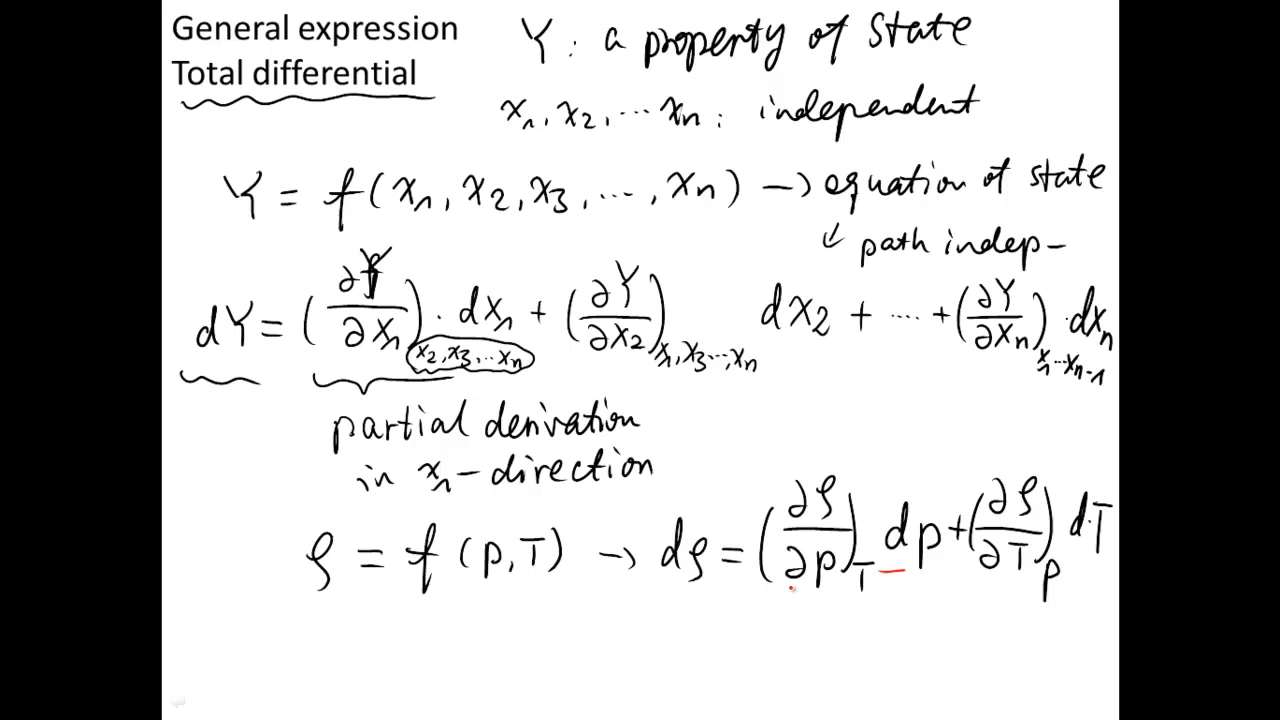 General expression
Total differential
Y : a property of state
x₁, x₂, ... xₙ : independent
Y = f(x₁, x₂, x₃, ..., xₙ) → equation of state
↙ path indep-
dY = (∂Y/∂x₁)x₂,x₃,...xₙ · dx₁ + (∂Y/∂x₂)x₁,x₃...,xₙ dx₂ + .... + (∂Y/∂xₙ)x₁...xₙ₋₁ · dxₙ
partial derivation
in x₁-direction
ρ = f(p,T) → dρ = (∂ρ/∂p)T dp + (∂ρ/∂T)p · dT